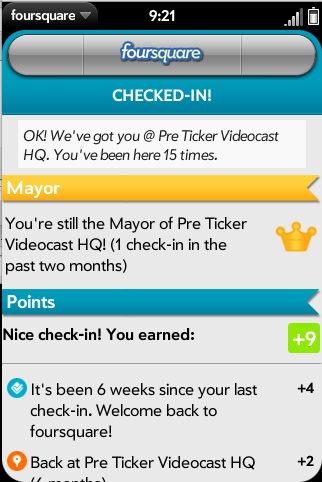 foursquare 9:21
foursquare
CHECKED-IN!
OK! We've got you @ Pre Ticker Videocast
HQ. You've been here 15 times.
Mayor
You're still the Mayor of Pre Ticker
Videocast HQ! (1 check-in in the
past two months)
Points
Nice check-in! You earned: +9
It's been 6 weeks since your last +4
check-in. Welcome back to
foursquare!
Back at Pre Ticker Videocast HQ +2
(6 months)